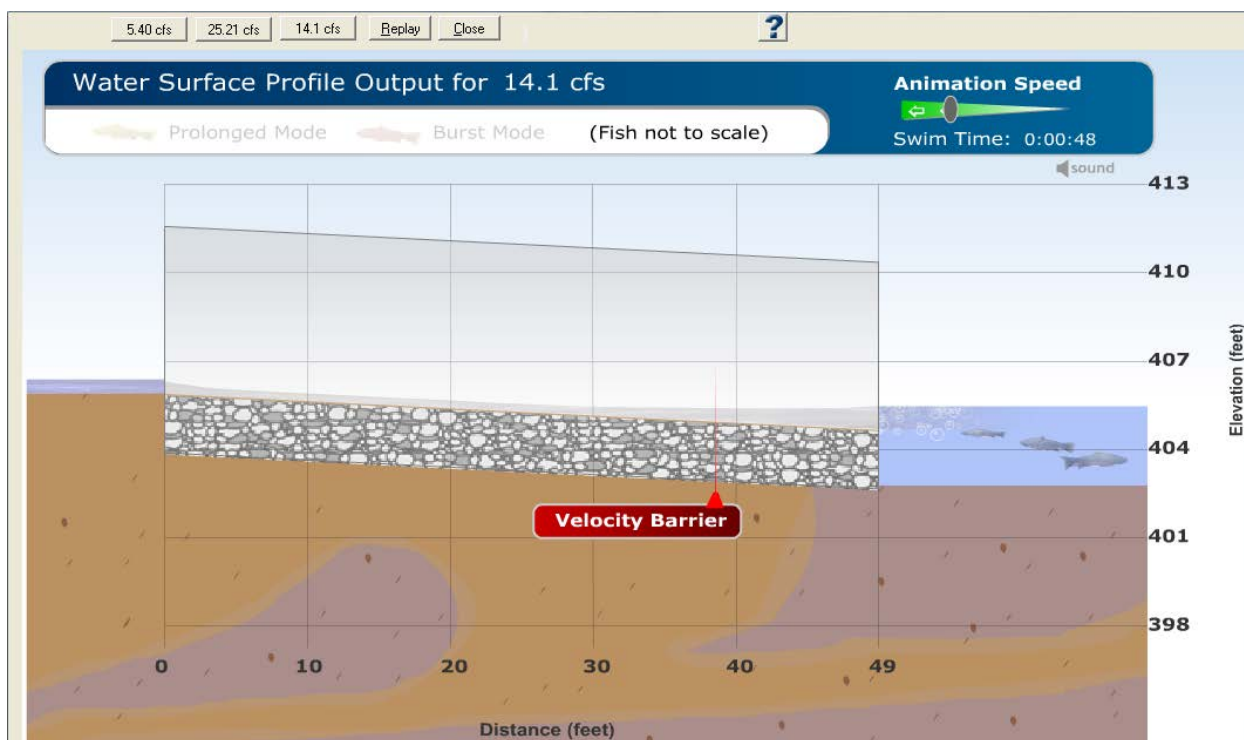 5.40 cfs 25.21 cfs 14.1 cfs Replay Close ?
Water Surface Profile Output for 14.1 cfs
Animation Speed
Prolonged Mode Burst Mode (Fish not to scale)
Swim Time: 0:00:48
sound
413
410
407
Elevation (feet)
404
Velocity Barrier
401
398
0 10 20 30 40 49
Distance (feet)